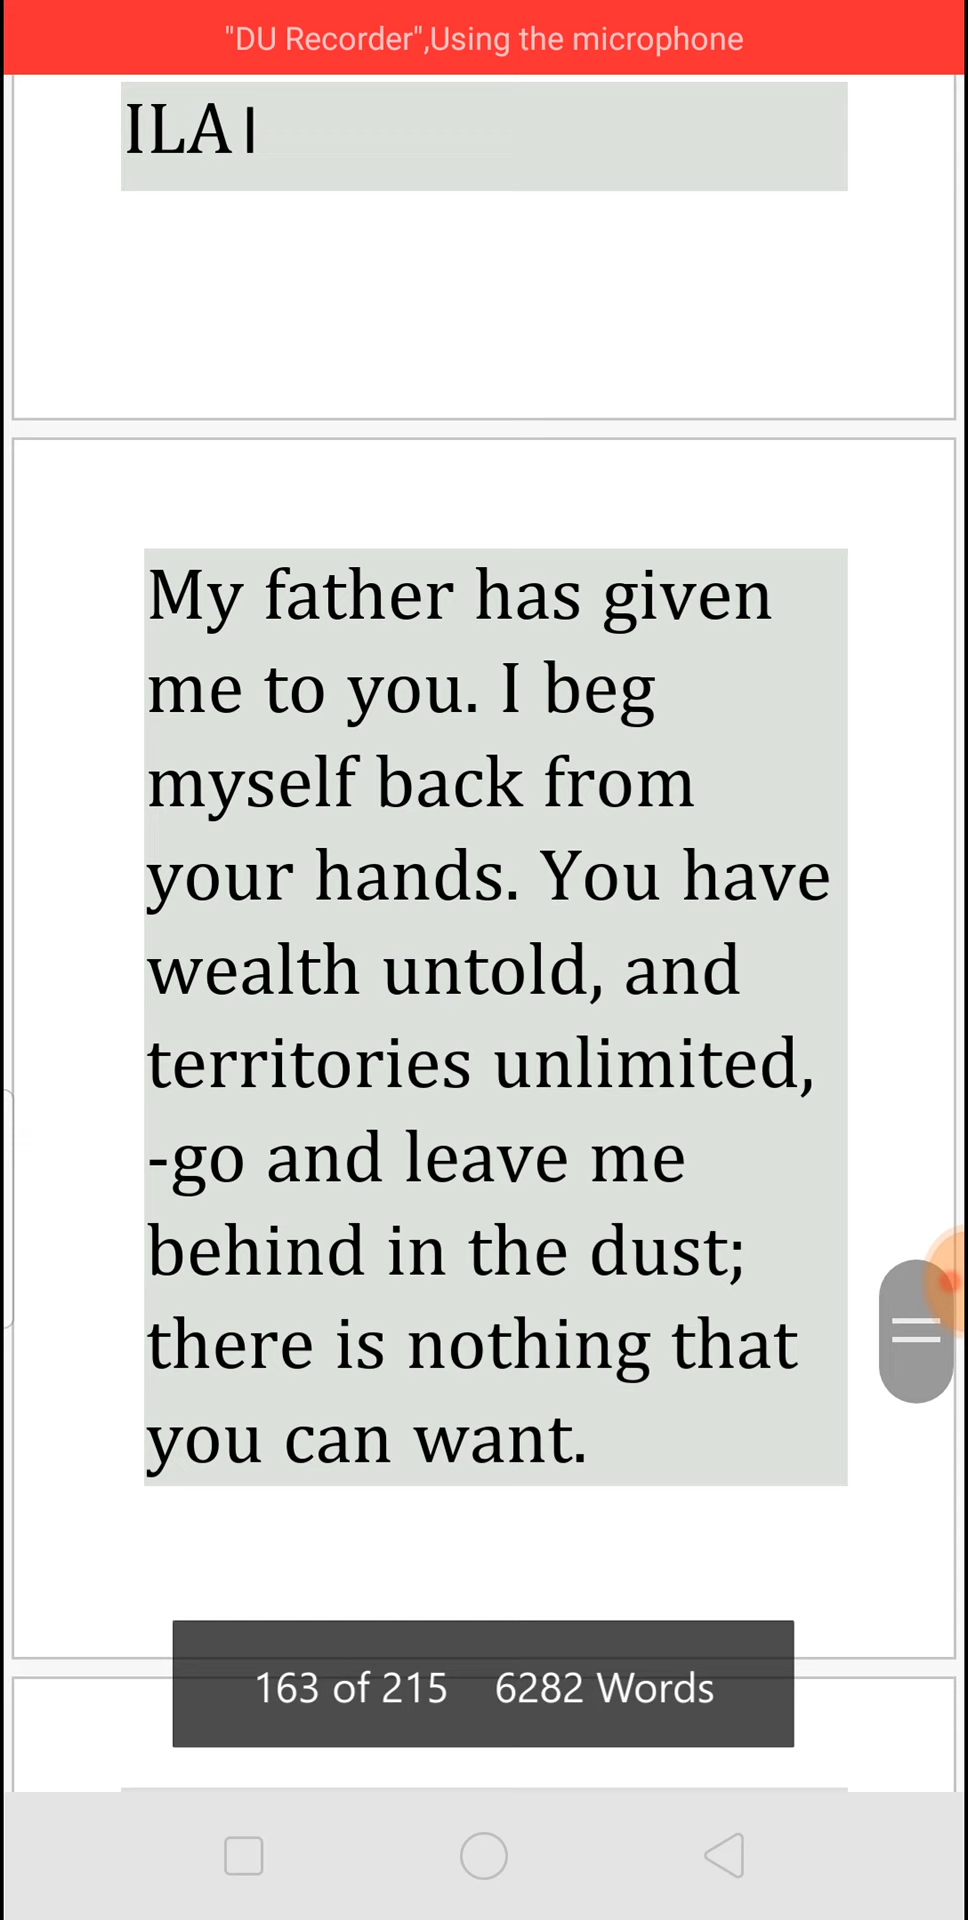 "DU Recorder",Using the microphone
ILA।
My father has given
me to you. I beg
myself back from
your hands. You have
wealth untold, and
territories unlimited,
-go and leave me
behind in the dust;
there is nothing that
you can want.
163 of 215 6282 Words